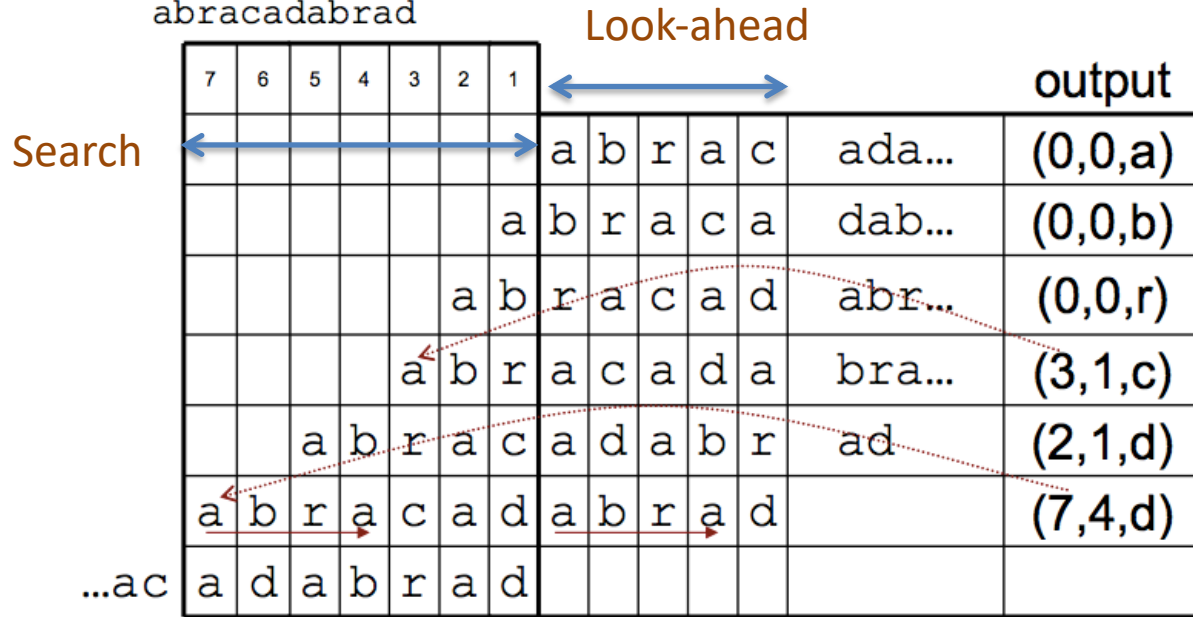 abracadabrad
Look-ahead
7 6 5 4 3 2 1 output
Search
a b r a c ada... (0,0,a)
a b r a c a dab... (0,0,b)
a b r a c a d abr... (0,0,r)
a b r a c a d a bra... (3,1,c)
a b r a c a d a b r ad (2,1,d)
a b r a c a d a b r a d (7,4,d)
...ac a d a b r a d